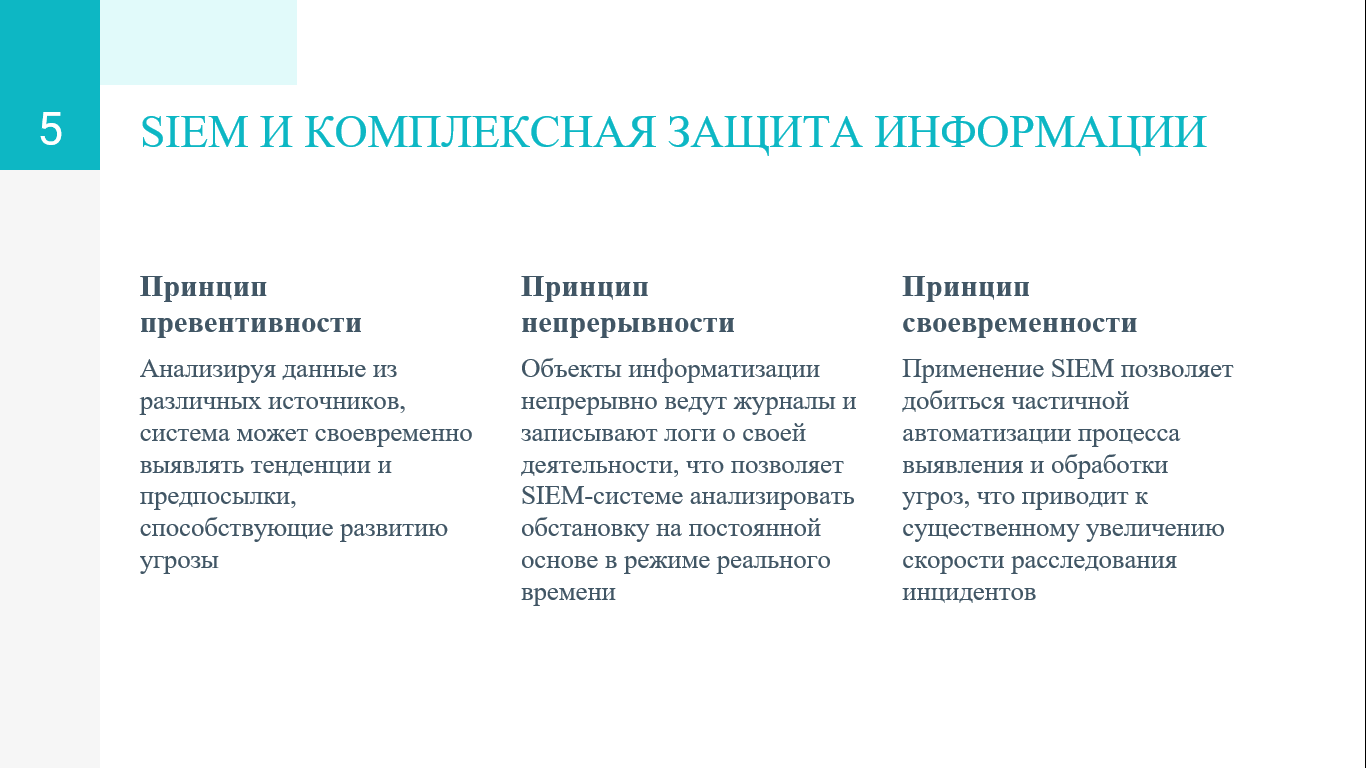 5
SIEM И КОМПЛЕКСНАЯ ЗАЩИТА ИНФОРМАЦИИ
Принцип
превентивности
Анализируя данные из
различных источников,
система может своевременно
выявлять тенденции и
предпосылки,
способствующие развитию
угрозы
Принцип
непрерывности
Объекты информатизации
непрерывно ведут журналы и
записывают логи о своей
деятельности, что позволяет
SIEM-системе анализировать
обстановку на постоянной
основе в режиме реального
времени
Принцип
своевременности
Применение SIEM позволяет
добиться частичной
автоматизации процесса
выявления и обработки
угроз, что приводит к
существенному увеличению
скорости расследования
инцидентов